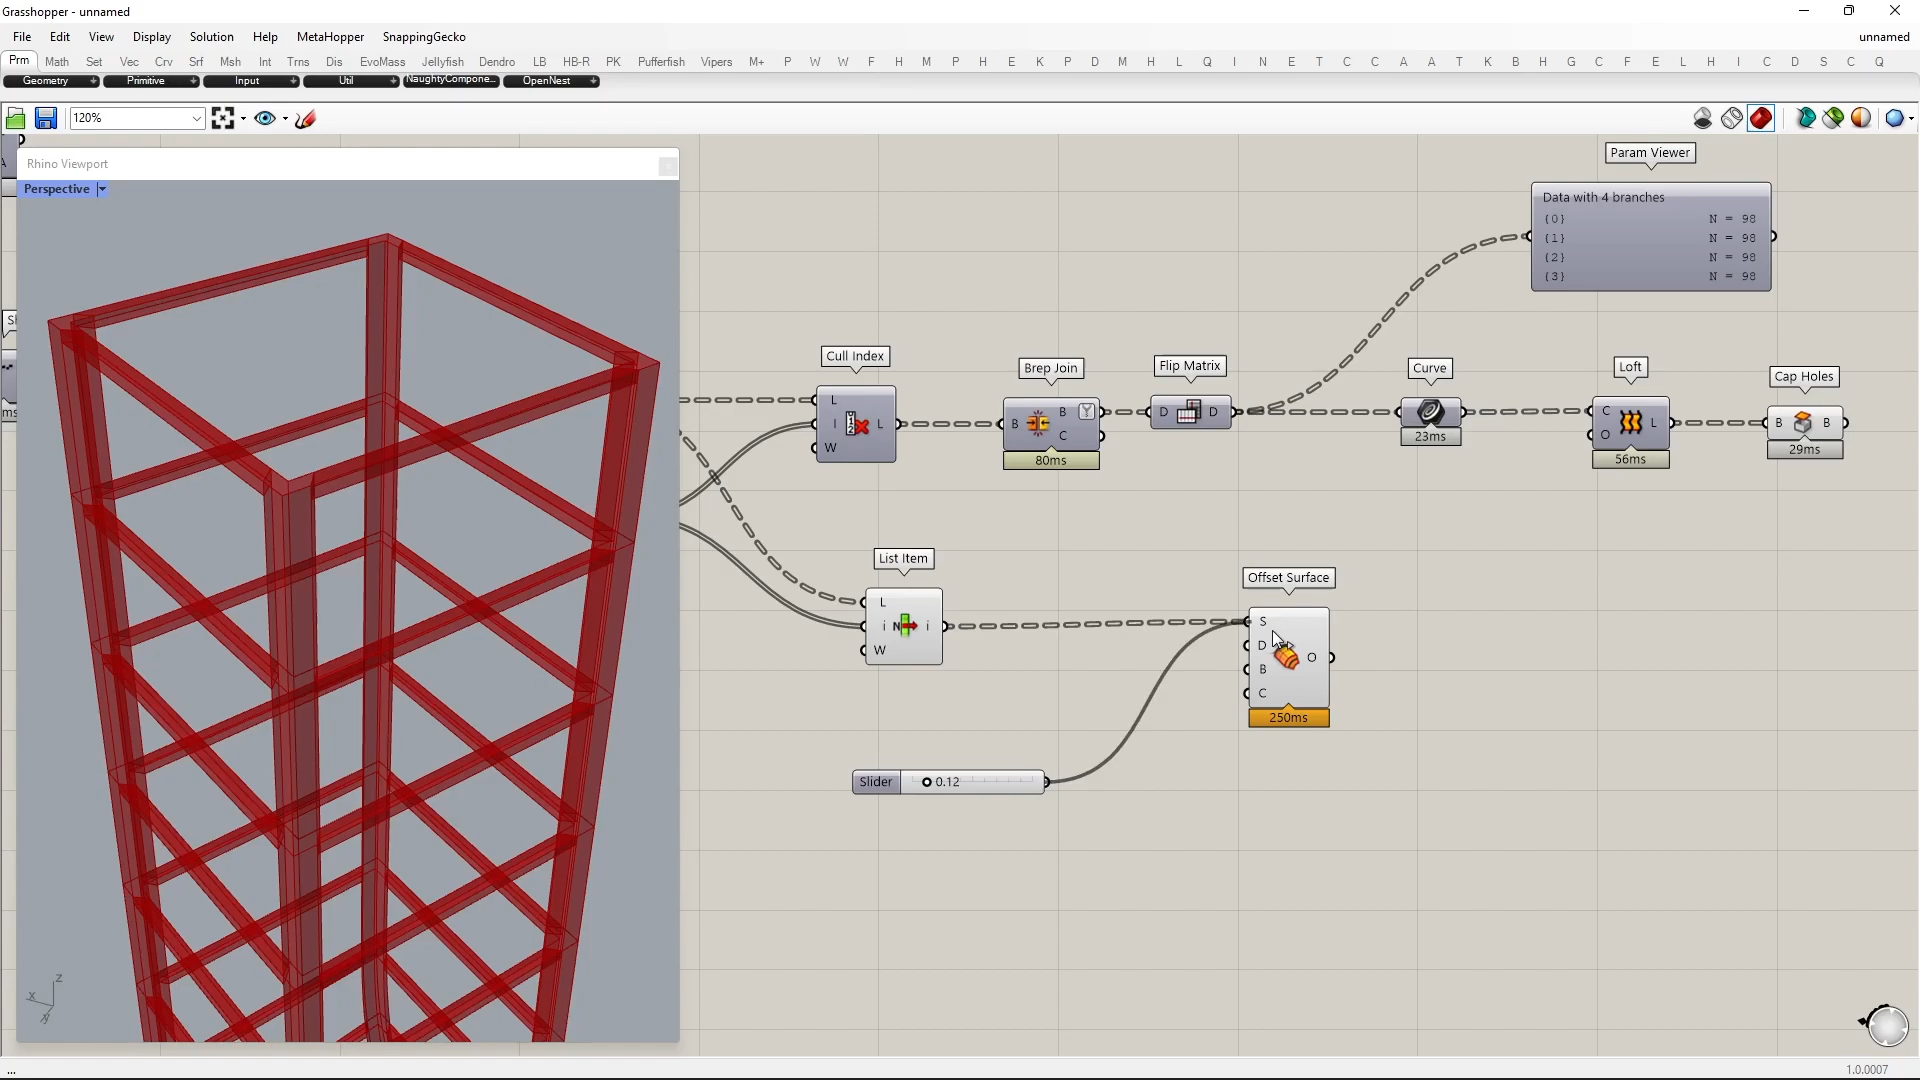 Grasshopper - unnamed
File Edit View Display Solution Help MetaHopper SnappingGecko unnamed
Prm Math Set Vec Crv Srf Msh Int Trns Dis EvoMass Jellyfish Dendro LB HB-R PK Pufferfish Vipers M+ P W W F H M P H E K P D M H L Q I N E T C C A A T K B H G C F E L H I C D S C Q
Geometry Primitive Input Util NaughtyCompone... OpenNest
120%
Rhino Viewport
Perspective
Param Viewer
Data with 4 branches
{0} N = 98
{1} N = 98
{2} N = 98
{3} N = 98
Cull Index
L
I L
W
Brep Join
B B
C
80ms
Flip Matrix
D D
Curve
23ms
Loft
C
L
O
56ms
Cap Holes
B B
29ms
List Item
L
i N i
W
Offset Surface
S
D
O
B
C
250ms
Slider 0.12
z
x
y
...
1.0.0007